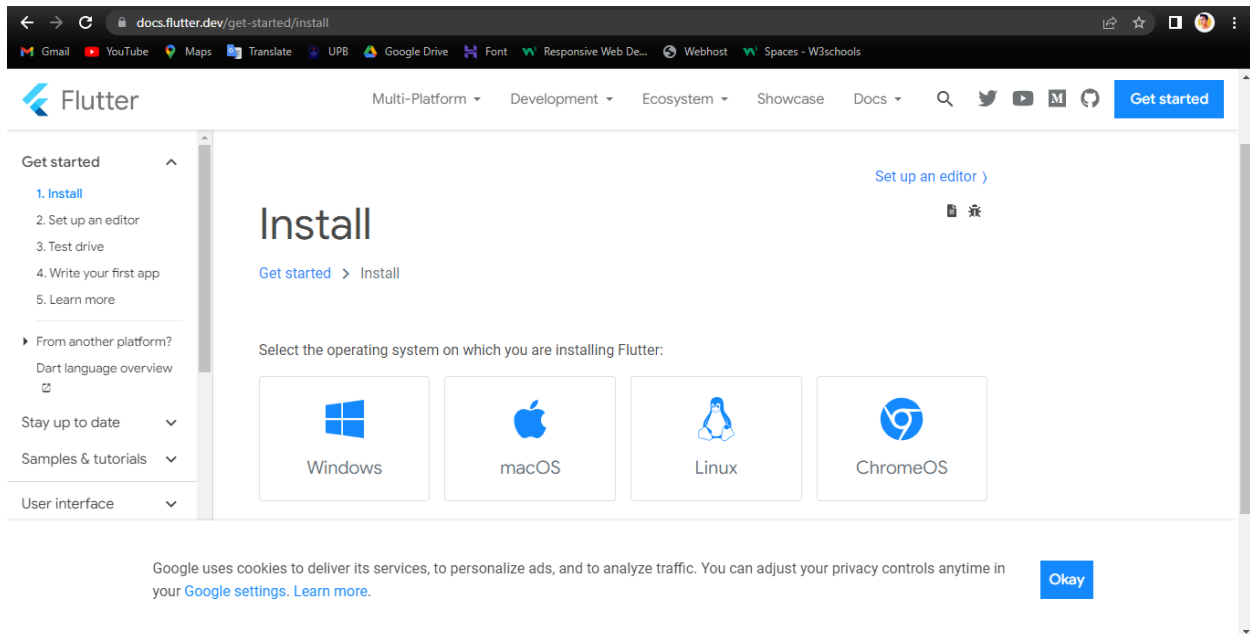 docs.flutter.dev/get-started/install
Gmail YouTube Maps Translate UPB Google Drive Font Responsive Web De... Webhost Spaces - W3schools
Flutter Multi-Platform Development Ecosystem Showcase Docs Get started
Get started
1. Install
2. Set up an editor
3. Test drive
4. Write your first app
5. Learn more
From another platform?
Dart language overview
Stay up to date
Samples & tutorials
User interface
Set up an editor
Install
Get started Install
Select the operating system on which you are installing Flutter:
Windows macOS Linux ChromeOS
Google uses cookies to deliver its services, to personalize ads, and to analyze traffic. You can adjust your privacy controls anytime in
your Google settings. Learn more.
Okay